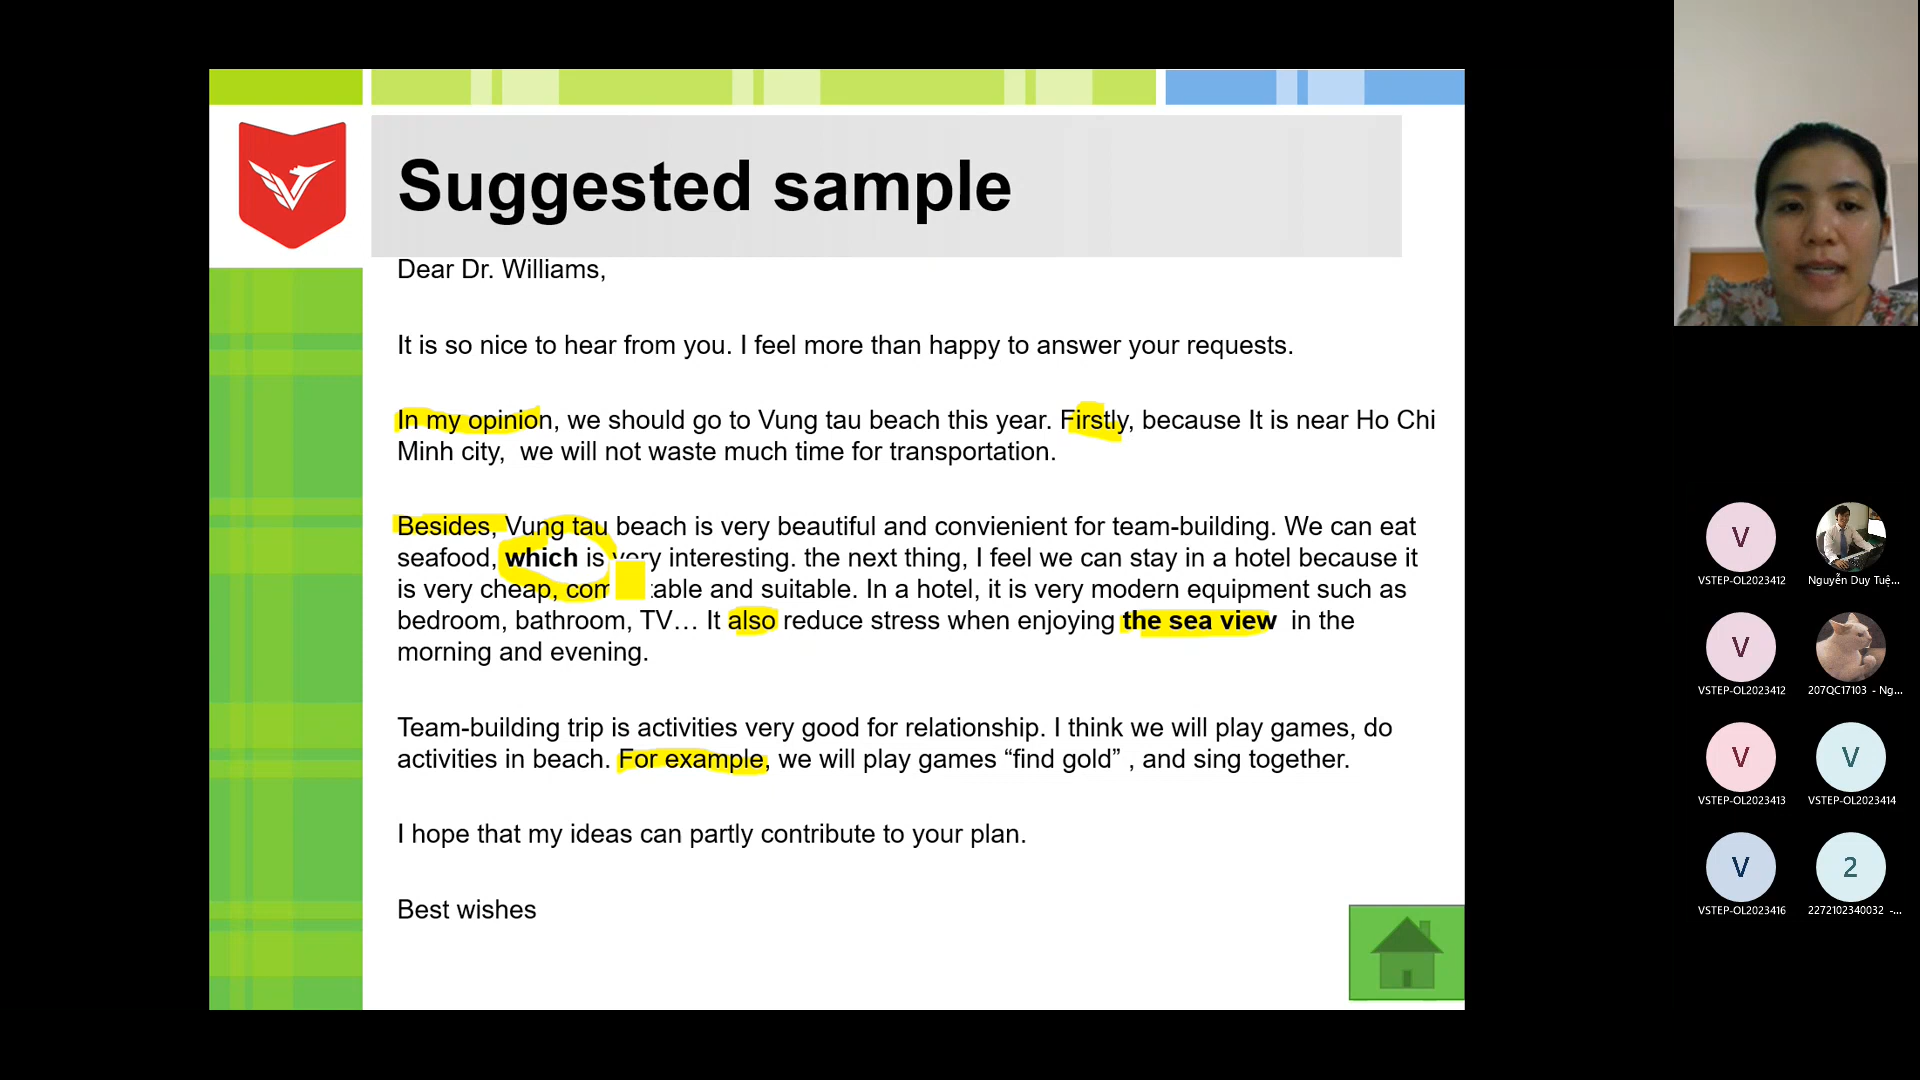 Suggested sample
Dear Dr. Williams,
It is so nice to hear from you. I feel more than happy to answer your requests.
In my opinion, we should go to Vung tau beach this year. Firstly, because It is near Ho Chi
Minh city, we will not waste much time for transportation.
Besides, Vung tau beach is very beautiful and convienient for team-building. We can eat
seafood, which is very interesting. the next thing, I feel we can stay in a hotel because it
is very cheap, and suitable. In a hotel, it is very modern equipment such as
bedroom, bathroom, TV… It also reduce stress when enjoying the sea view in the
morning and evening.
Team-building trip is activities very good for relationship. I think we will play games, do
activities in beach. For example, we will play games “find gold” , and sing together.
I hope that my ideas can partly contribute to your plan.
Best wishes
V
VSTEP-OL2023412
Nguyễn Duy Tuệ...
V
VSTEP-OL2023412
207QC17103 - Ng...
V
VSTEP-OL2023413
V
VSTEP-OL2023414
V
VSTEP-OL2023416
2
2272102340032 -...